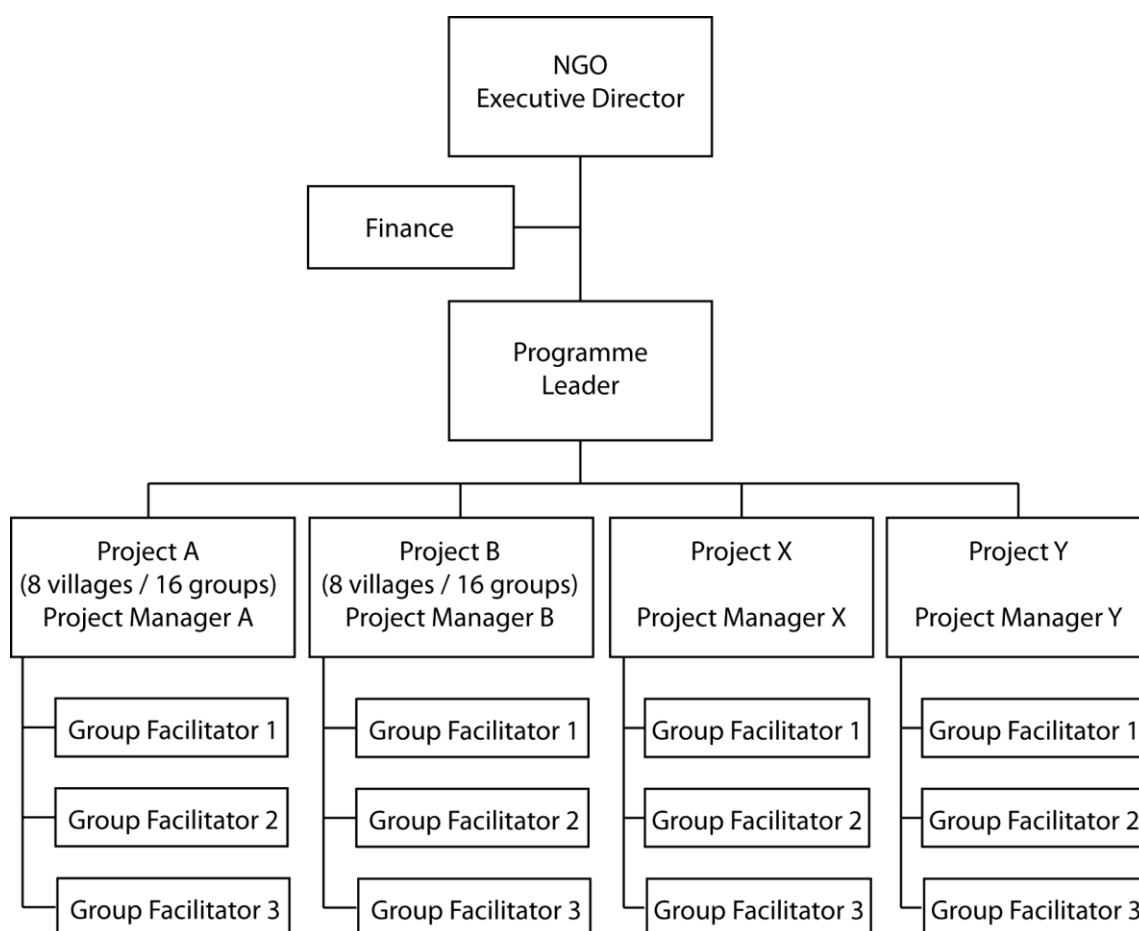 NGO
Executive Director
Finance
Programme
Leader
Project A
(8 villages / 16 groups)
Project Manager A
Project B
(8 villages / 16 groups)
Project Manager B
Project X
Project Manager X
Project Y
Project Manager Y
Group Facilitator 1
Group Facilitator 2
Group Facilitator 3
Group Facilitator 1
Group Facilitator 2
Group Facilitator 3
Group Facilitator 1
Group Facilitator 2
Group Facilitator 3
Group Facilitator 1
Group Facilitator 2
Group Facilitator 3